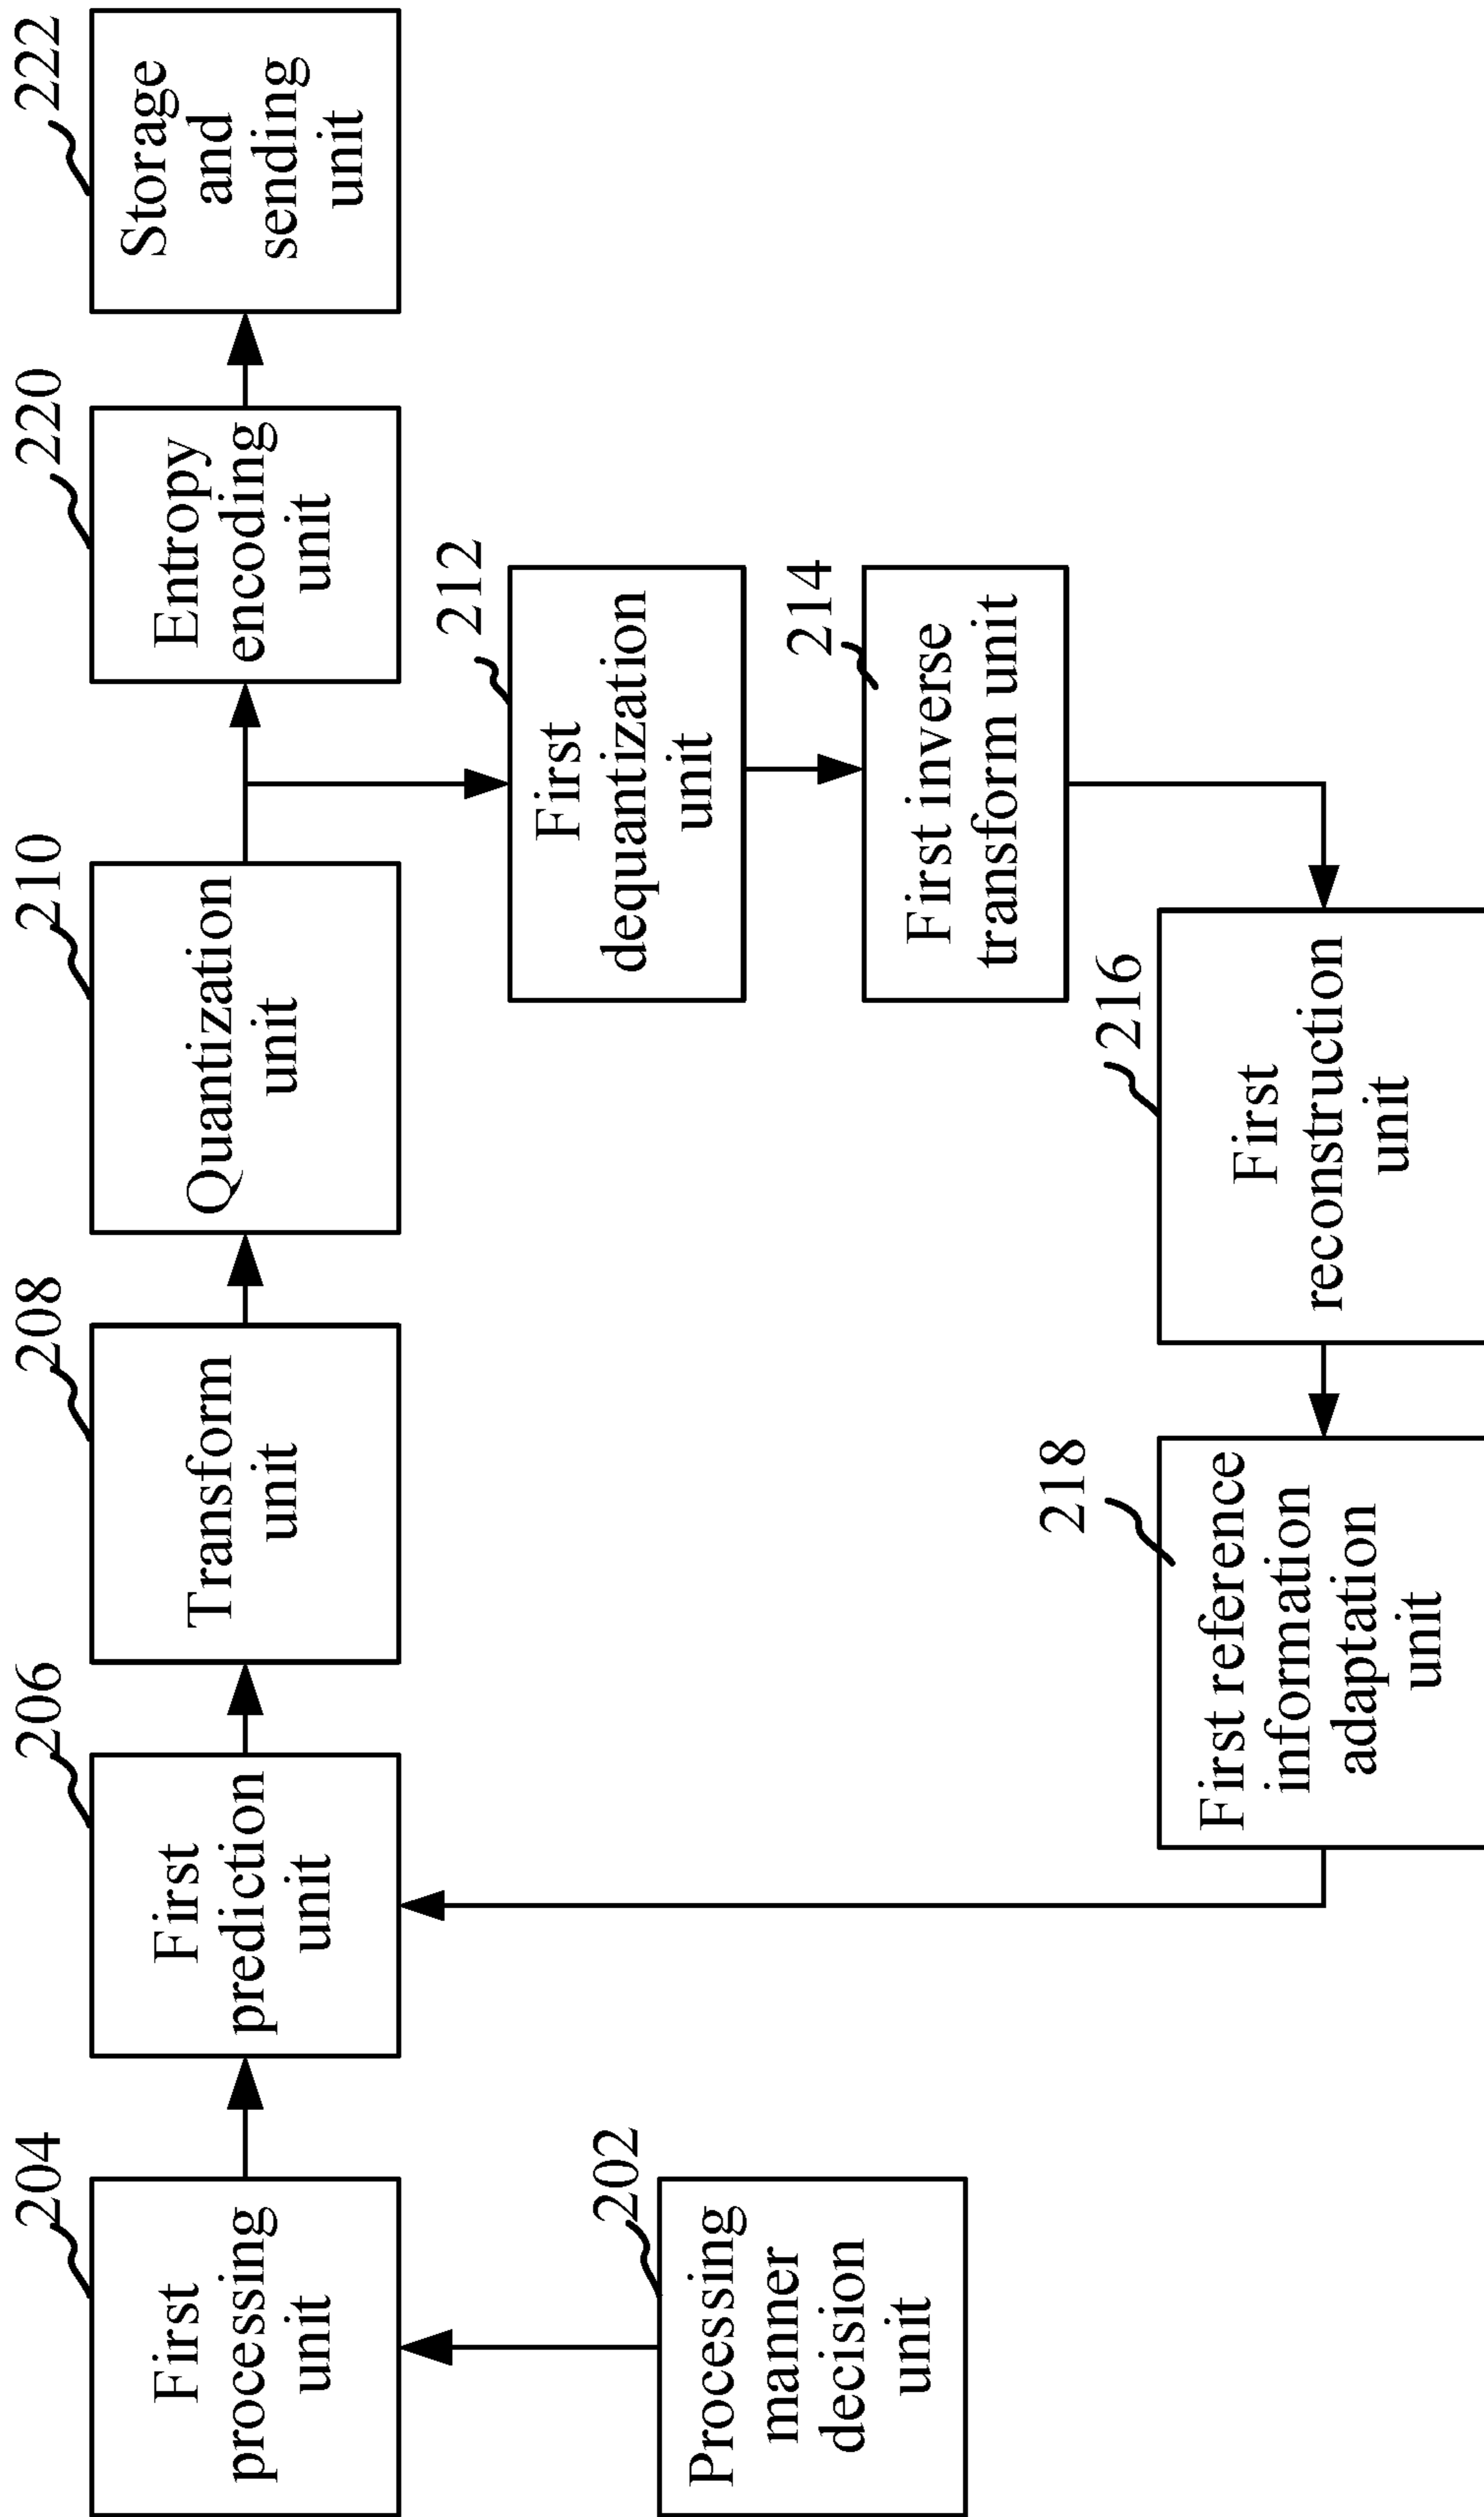 204
First
processing
unit
206
First
prediction
unit
208
Transform
unit
210
Quantization
unit
220
Entropy
encoding
unit
222
Storage
and
sending
unit
212
First
dequantization
unit
202
Processing
manner
decision
unit
214
First inverse
transform unit
218
First reference
information
adaptation
unit
216
First
reconstruction
unit